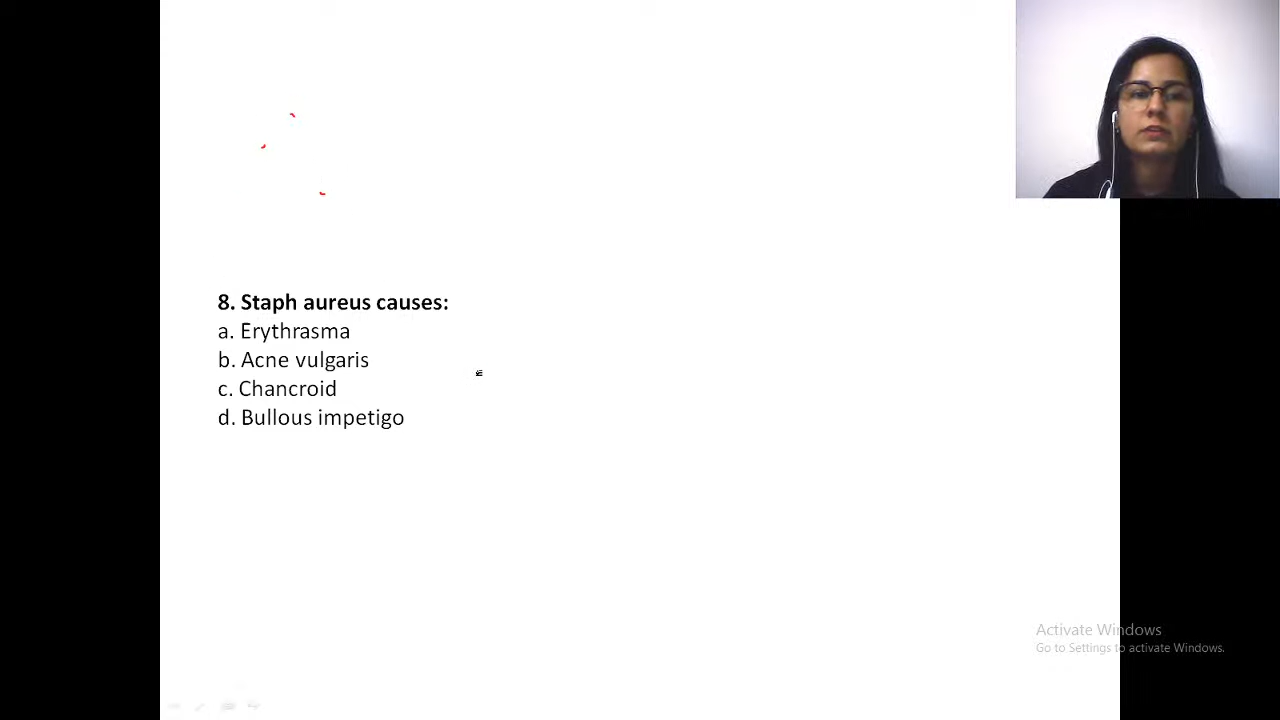 8. Staph aureus causes:
a. Erythrasma
b. Acne vulgaris
c. Chancroid
d. Bullous impetigo
Activate Windows
Go to Settings to activate Windows.